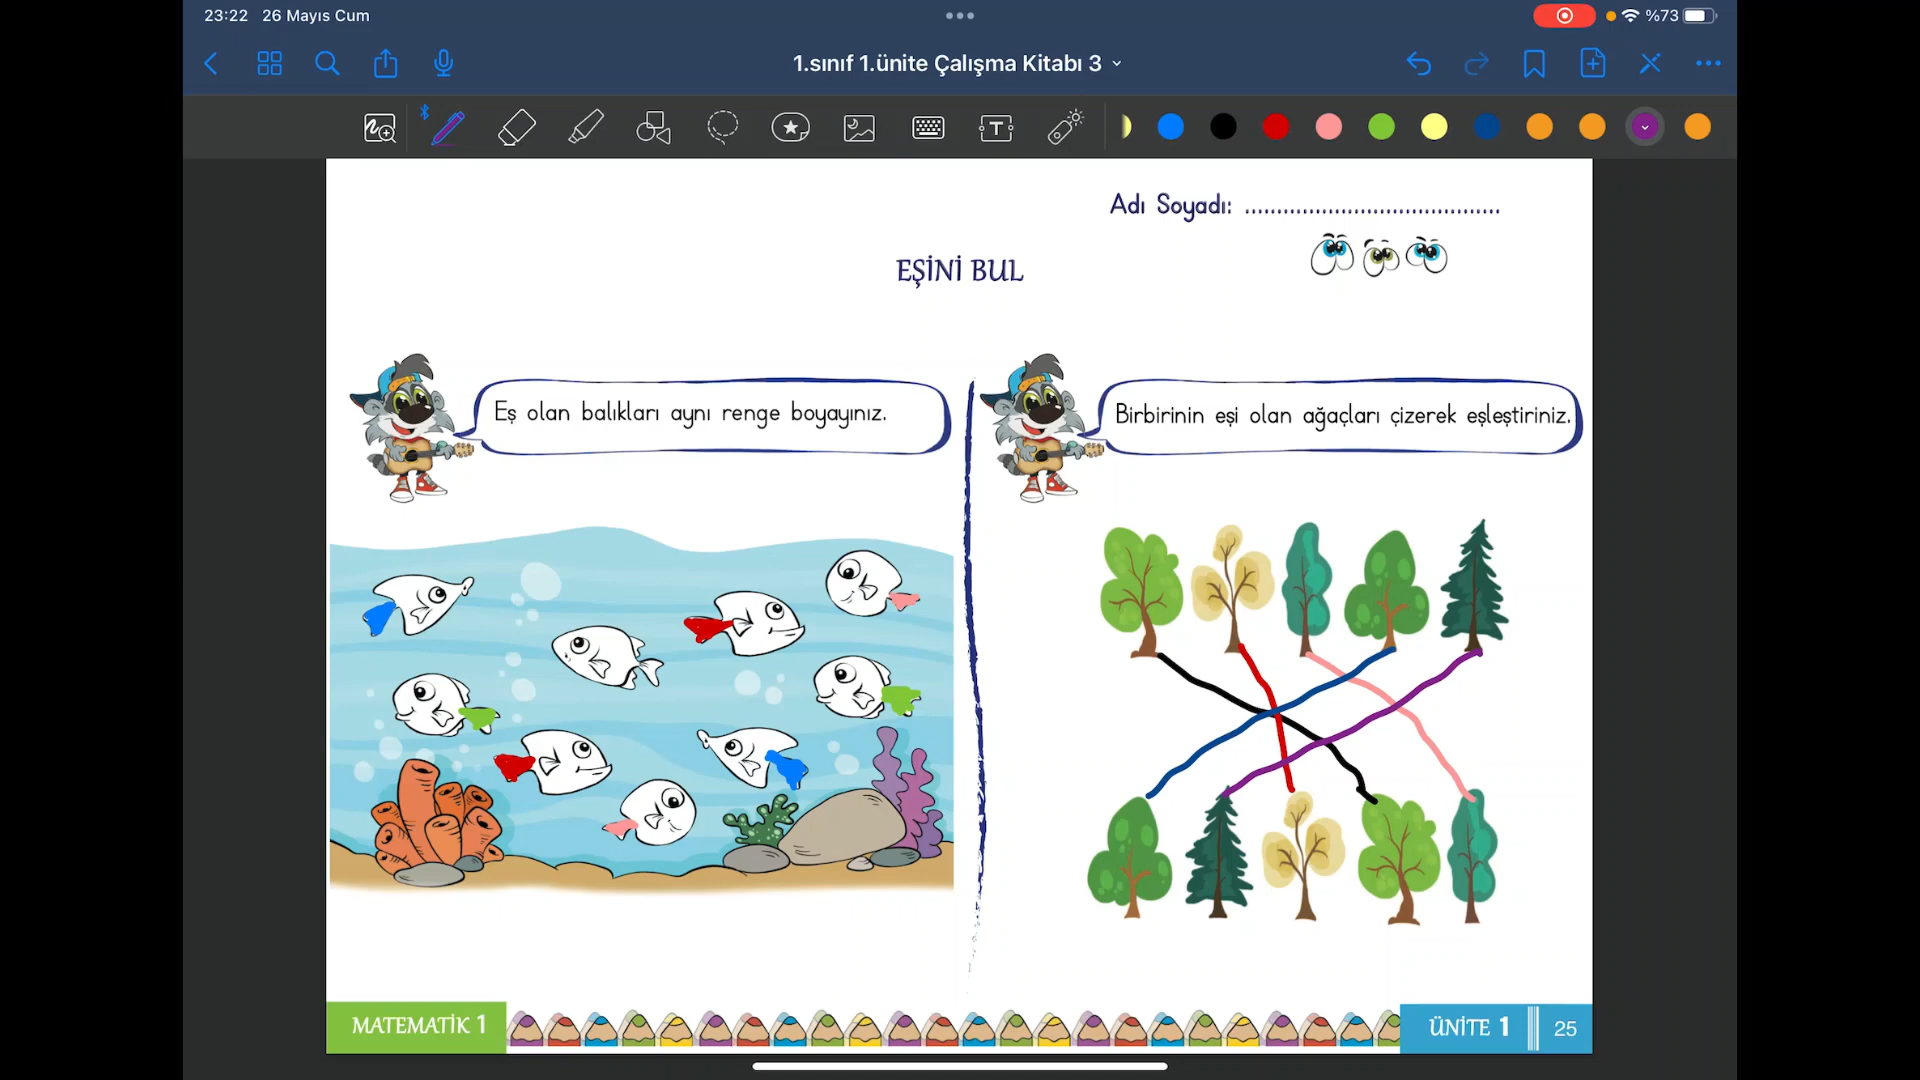 23:22 26 Mayıs Cum
%73
1.sınıf 1.ünite Çalışma Kitabı 3
T
Adı Soyadı: ........................................
EŞİNİ BUL
Eş olan balıkları aynı renge boyayınız.
Birbirinin eşi olan ağaçları çizerek eşleştiriniz.
MATEMATİK 1
ÜNİTE 1
25